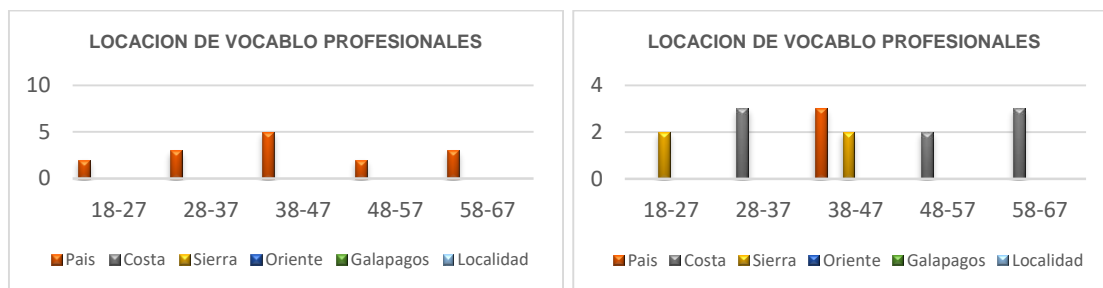 LOCACION DE VOCABLO PROFESIONALES
10
5
0
18-27 28-37 38-47 48-57 58-67
Pais Costa Sierra Oriente Galapagos Localidad
LOCACION DE VOCABLO PROFESIONALES
4
2
0
18-27 28-37 38-47 48-57 58-67
Pais Costa Sierra Oriente Galapagos Localidad